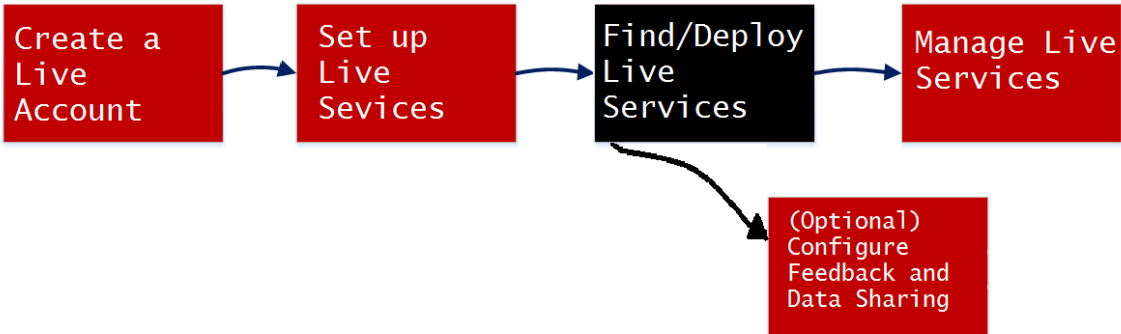 Create a
Live
Account
Set up
Live
Sevices
Find/Deploy
Live
Services
Manage Live
Services
(Optional)
Configure
Feedback and
Data Sharing